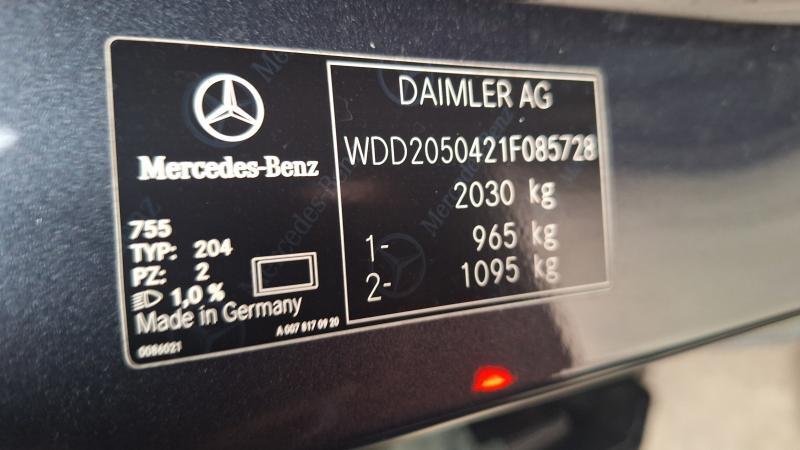 Mercedes-Benz
755
TYP: 204
PZ: 2
1,0 %
Made in Germany
A 007 817 09 20
0086021
DAIMLER AG
WDD2050421F085728
2030 kg
1- 965 kg
2- 1095 kg